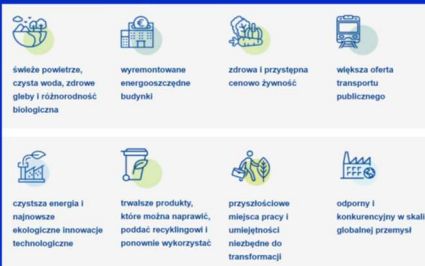 świeże powietrze,
czysta woda, zdrowe
gleby i różnorodność
biologiczna
wyremontowane
energooszczędne
budynki
zdrowa i przystępna
cenowo żywność
większa oferta
transportu
publicznego
czystsza energia i
najnowsze
ekologiczne innowacje
technologiczne
trwalsze produkty,
które można naprawić,
poddać recyklingowi i
ponownie wykorzystać
przyszłościowe
miejsca pracy i
umiejętności
niezbędne do
transformacji
odporny i
konkurencyjny w skali
globalnej przemysł